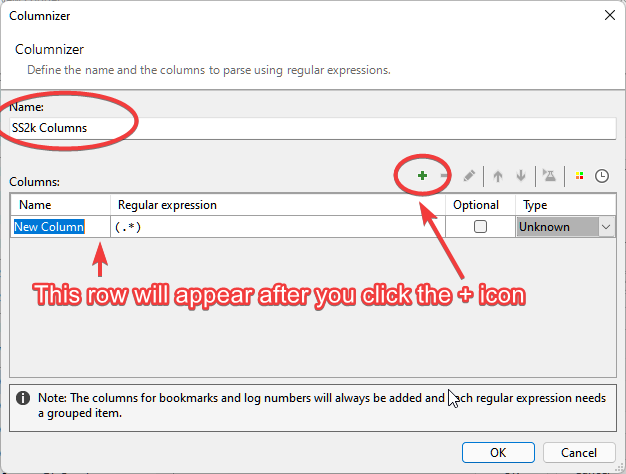 Columnizer
Columnizer
Define the name and the columns to parse using regular expressions.
Name:
SS2k Columns
Columns:
Name Regular expression Optional Type
New Column (.*) Unknown
This row will appear after you click the + icon
Note: The columns for bookmarks and log numbers will always be added and each regular expression needs
a grouped item.
OK Cancel